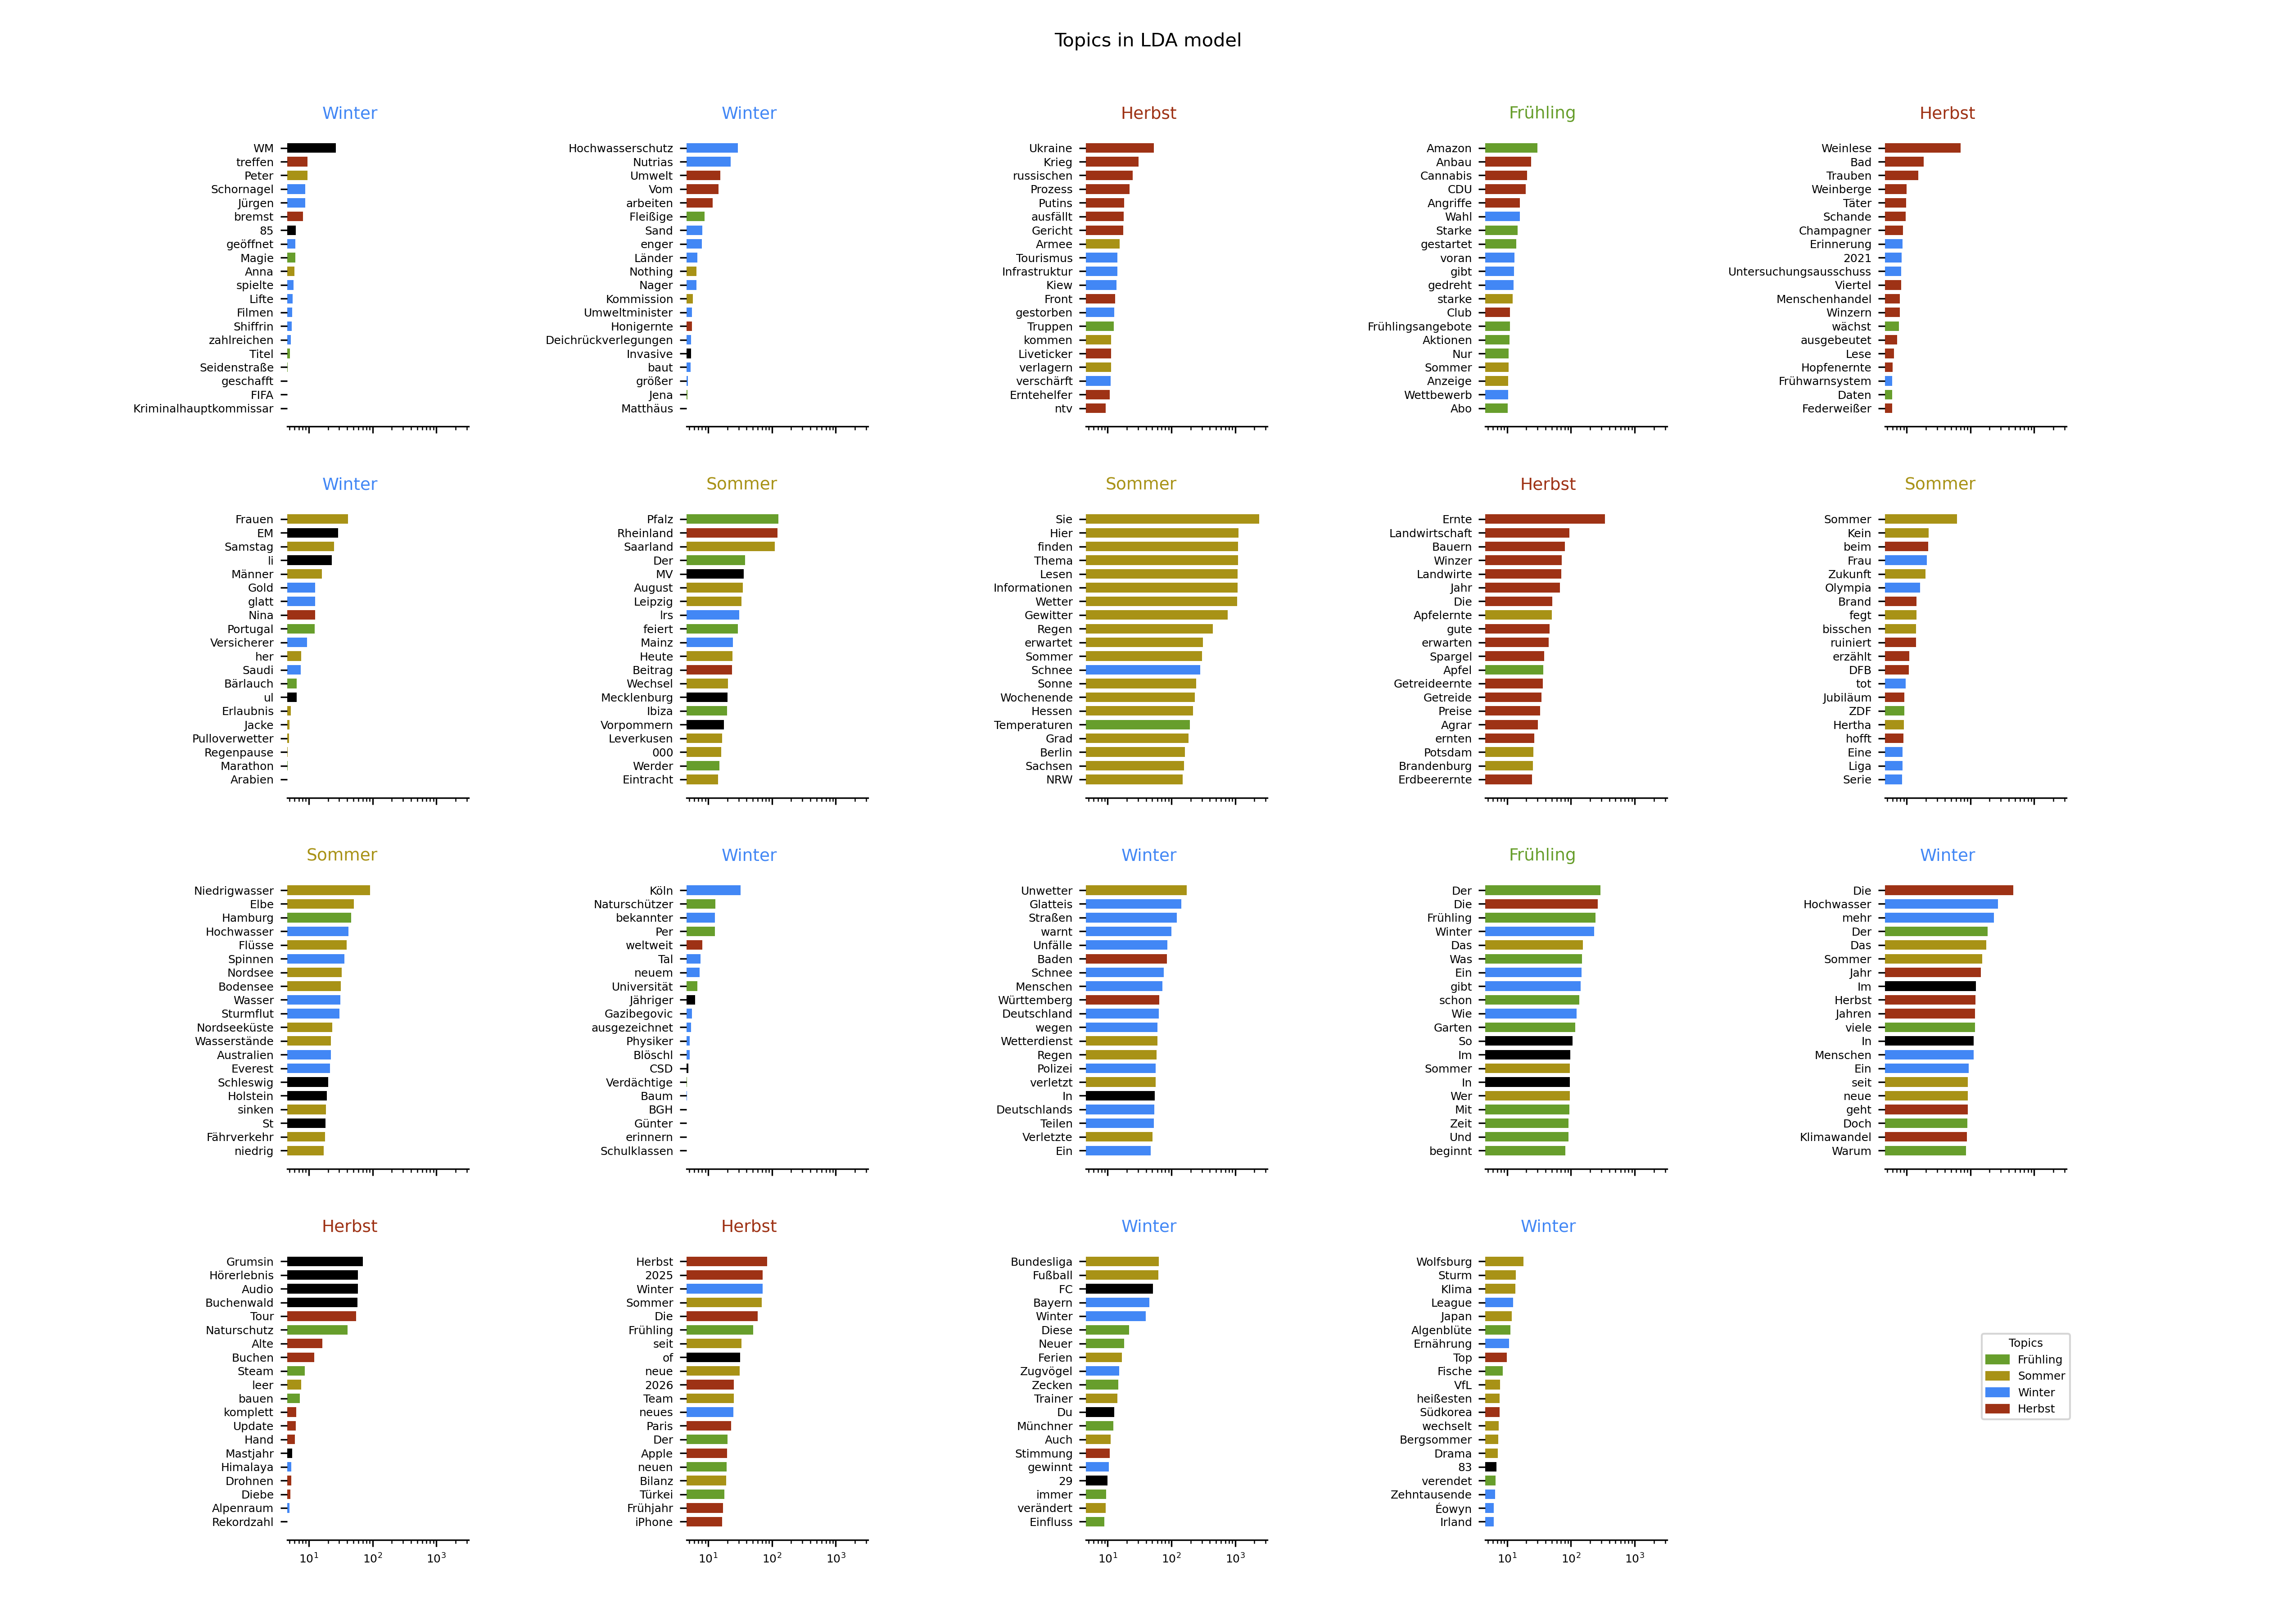 Topics in LDA model
Winter
WM
treffen
Peter
Schornagel
Jürgen
bremst
85
geöffnet
Magie
Anna
spielte
Lifte
Filmen
Shiffrin
zahlreichen
Titel
Seidenstraße
geschafft
FIFA
Kriminalhauptkommissar
Winter
Hochwasserschutz
Nutrias
Umwelt
Vom
arbeiten
Fleißige
Sand
enger
Länder
Nothing
Nager
Kommission
Umweltminister
Honigernte
Deichrückverlegungen
Invasive
baut
größer
Jena
Matthäus
Herbst
Ukraine
Krieg
russischen
Prozess
Putins
ausfällt
Gericht
Armee
Tourismus
Infrastruktur
Kiew
Front
gestorben
Truppen
kommen
Liveticker
verlagern
verschärft
Erntehelfer
ntv
Frühling
Amazon
Anbau
Cannabis
CDU
Angriffe
Wahl
Starke
gestartet
voran
gibt
gedreht
starke
Club
Frühlingsangebote
Aktionen
Nur
Sommer
Anzeige
Wettbewerb
Abo
Herbst
Weinlese
Bad
Trauben
Weinberge
Täter
Schande
Champagner
Erinnerung
2021
Untersuchungsausschuss
Viertel
Menschenhandel
Winzern
wächst
ausgebeutet
Lese
Hopfenernte
Frühwarnsystem
Daten
Federweißer
Winter
Frauen
EM
Samstag
li
Männer
Gold
glatt
Nina
Portugal
Versicherer
her
Saudi
Bärlauch
ul
Erlaubnis
Jacke
Pulloverwetter
Regenpause
Marathon
Arabien
Sommer
Pfalz
Rheinland
Saarland
Der
MV
August
Leipzig
lrs
feiert
Mainz
Heute
Beitrag
Wechsel
Mecklenburg
Ibiza
Vorpommern
Leverkusen
000
Werder
Eintracht
Sommer
Sie
Hier
finden
Thema
Lesen
Informationen
Wetter
Gewitter
Regen
erwartet
Sommer
Schnee
Sonne
Wochenende
Hessen
Temperaturen
Grad
Berlin
Sachsen
NRW
Herbst
Ernte
Landwirtschaft
Bauern
Winzer
Landwirte
Jahr
Die
Apfelernte
gute
erwarten
Spargel
Apfel
Getreideernte
Getreide
Preise
Agrar
ernten
Potsdam
Brandenburg
Erdbeerernte
Sommer
Sommer
Kein
beim
Frau
Zukunft
Olympia
Brand
fegt
bisschen
ruiniert
erzählt
DFB
tot
Jubiläum
ZDF
Hertha
hofft
Eine
Liga
Serie
Sommer
Niedrigwasser
Elbe
Hamburg
Hochwasser
Flüsse
Spinnen
Nordsee
Bodensee
Wasser
Sturmflut
Nordseeküste
Wasserstände
Australien
Everest
Schleswig
Holstein
sinken
St
Fährverkehr
niedrig
Winter
Köln
Naturschützer
bekannter
Per
weltweit
Tal
neuem
Universität
Jähriger
Gazibegovic
ausgezeichnet
Physiker
Blöschl
CSD
Verdächtige
Baum
BGH
Günter
erinnern
Schulklassen
Winter
Unwetter
Glatteis
Straßen
warnt
Unfälle
Baden
Schnee
Menschen
Württemberg
Deutschland
wegen
Wetterdienst
Regen
Polizei
verletzt
In
Deutschlands
Teilen
Verletzte
Ein
Frühling
Der
Die
Frühling
Winter
Das
Was
Ein
gibt
schon
Wie
Garten
So
Im
Sommer
In
Wer
Mit
Zeit
Und
beginnt
Winter
Die
Hochwasser
mehr
Der
Das
Sommer
Jahr
Im
Herbst
Jahren
viele
In
Menschen
Ein
seit
neue
geht
Doch
Klimawandel
Warum
Herbst
Grumsin
Hörerlebnis
Audio
Buchenwald
Tour
Naturschutz
Alte
Buchen
Steam
leer
bauen
komplett
Update
Hand
Mastjahr
Himalaya
Drohnen
Diebe
Alpenraum
Rekordzahl
10¹ 10² 10³
Herbst
Herbst
2025
Winter
Sommer
Die
Frühling
seit
of
neue
2026
Team
neues
Paris
Der
Apple
neuen
Bilanz
Türkei
Frühjahr
iPhone
10¹ 10² 10³
Winter
Bundesliga
Fußball
FC
Bayern
Winter
Diese
Neuer
Ferien
Zugvögel
Zecken
Trainer
Du
Münchner
Auch
Stimmung
gewinnt
29
immer
verändert
Einfluss
10¹ 10² 10³
Winter
Wolfsburg
Sturm
Klima
League
Japan
Algenblüte
Ernährung
Top
Fische
VfL
heißesten
Südkorea
wechselt
Bergsommer
Drama
83
verendet
Zehntausende
Éowyn
Irland
10¹ 10² 10³
Topics
Frühling
Sommer
Winter
Herbst